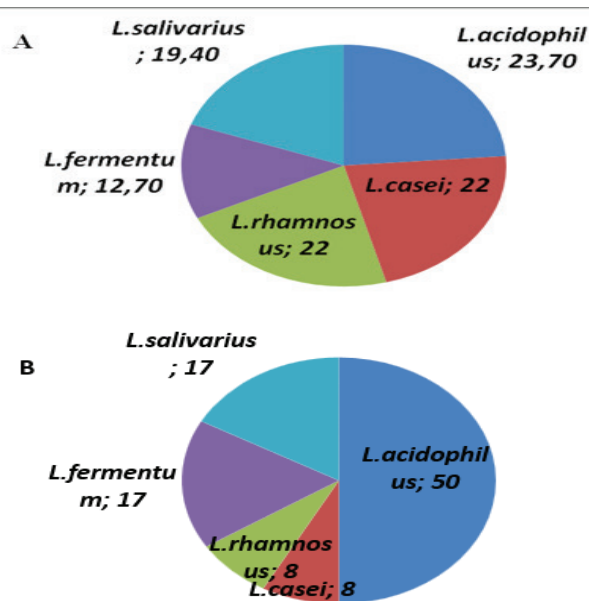 A
L.salivarius
; 19,40
L.acidophil
us; 23,70
L.fermentu
m; 12,70
L.casei; 22
L.rhamnos
us; 22
B
L.salivarius
; 17
L.acidophil
us; 50
L.fermentu
m; 17
L.rhamnos
us; 8
L.casei; 8